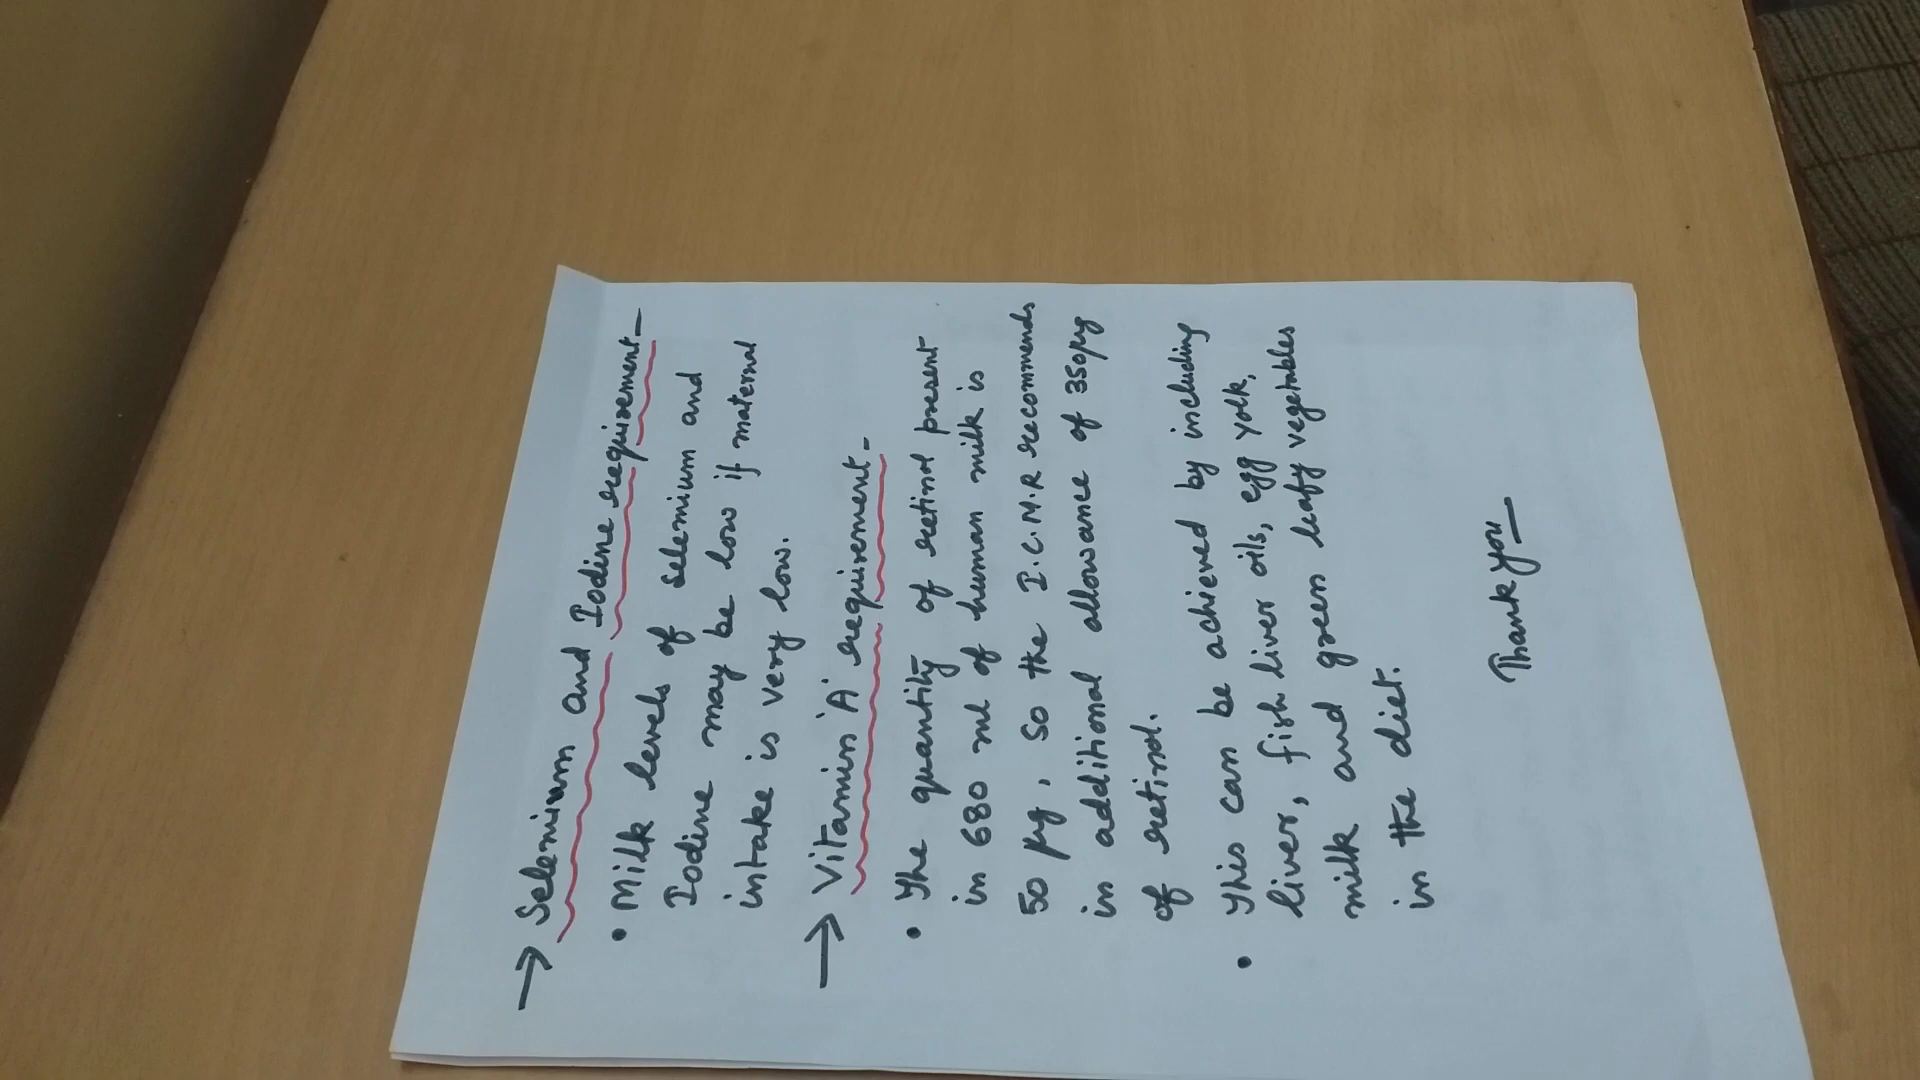 → Selenium and Iodine requirement-
• Milk levels of selenium and
Iodine may be low if maternal
intake is very low.
→ Vitamin 'A' requirement-
• The quantity of retinol present
in 680 ml of human milk is
50 μg, so the I.C.M.R recommends
in additional allowance of 350μg
of retinol.
• This can be achieved by including
liver, fish liver oils, egg yolk,
milk and green leafy vegetables
in the diet.
Thank you